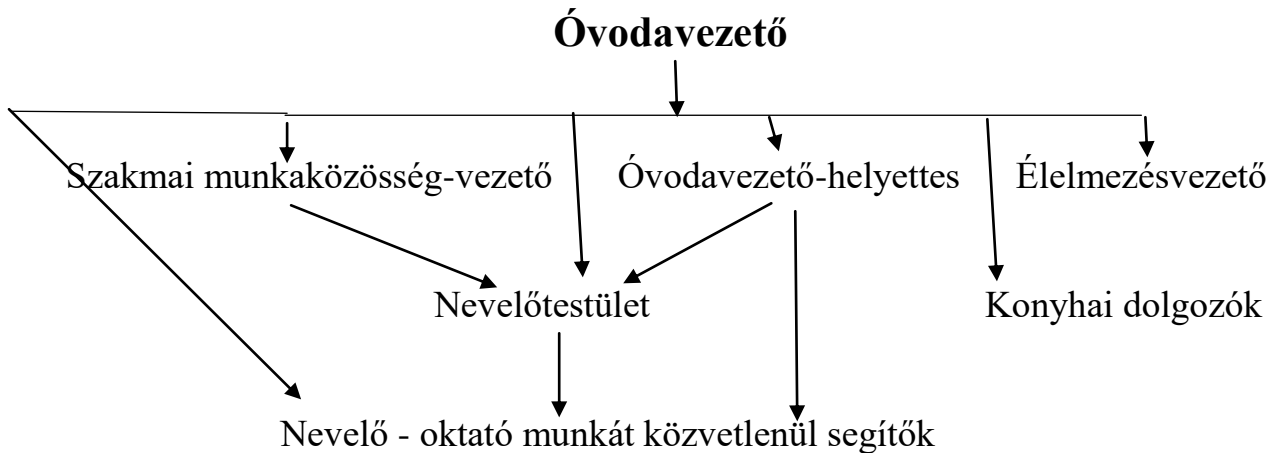 Óvodavezető
Szakmai munkaközösség-vezető Óvodavezető-helyettes Élelmezésvezető
Nevelőtestület Konyhai dolgozók
Nevelő - oktató munkát közvetlenül segítők